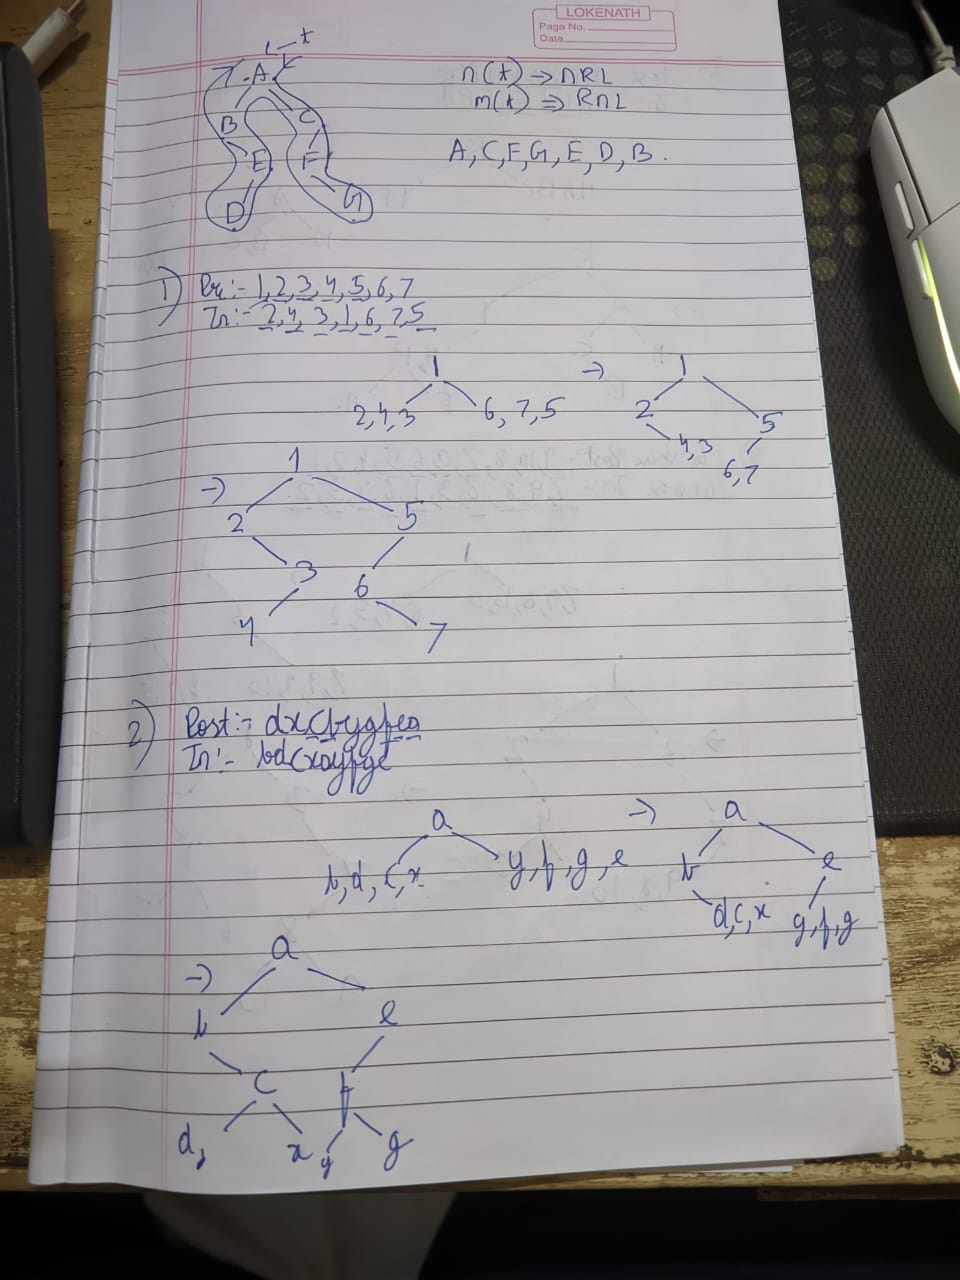 LOKENATH
Page No.
Date
t
A
B
C
E
F
D
G
n(t) → nRL
m(t) ⇒ RnL
A, C, F, G, E, D, B.
1) Pre:- 1, 2, 3, 4, 5, 6, 7
In:- 2, 4, 3, 1, 6, 7, 5
1
2, 4, 3
6, 7, 5
→ 1
2
5
4, 3
6, 7
→ 1
2
5
3
6
4
7
2) Post:- dxcbygfea
In:- bdcxayfge
a
b, d, c, x
y, f, g, e
→ a
b
e
d, c, x
y, f, g
→ a
b
e
c
f
d,
x
y
g